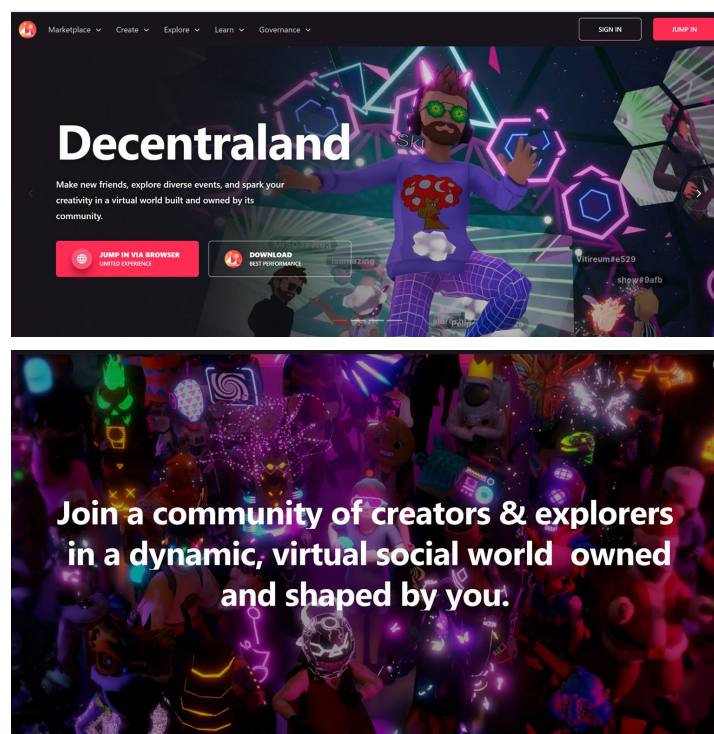 Marketplace Create Explore Learn Governance SIGN IN JUMP IN
Decentraland
Ski
Make new friends, explore diverse events, and spark your
creativity in a virtual world built and owned by its
community.
JUMP IN VIA BROWSER
LIMITED EXPERIENCE
DOWNLOAD
BEST PERFORMANCE
isamazing
Vitireum#e529
show#9afb
Join a community of creators & explorers
in a dynamic, virtual social world owned
and shaped by you.